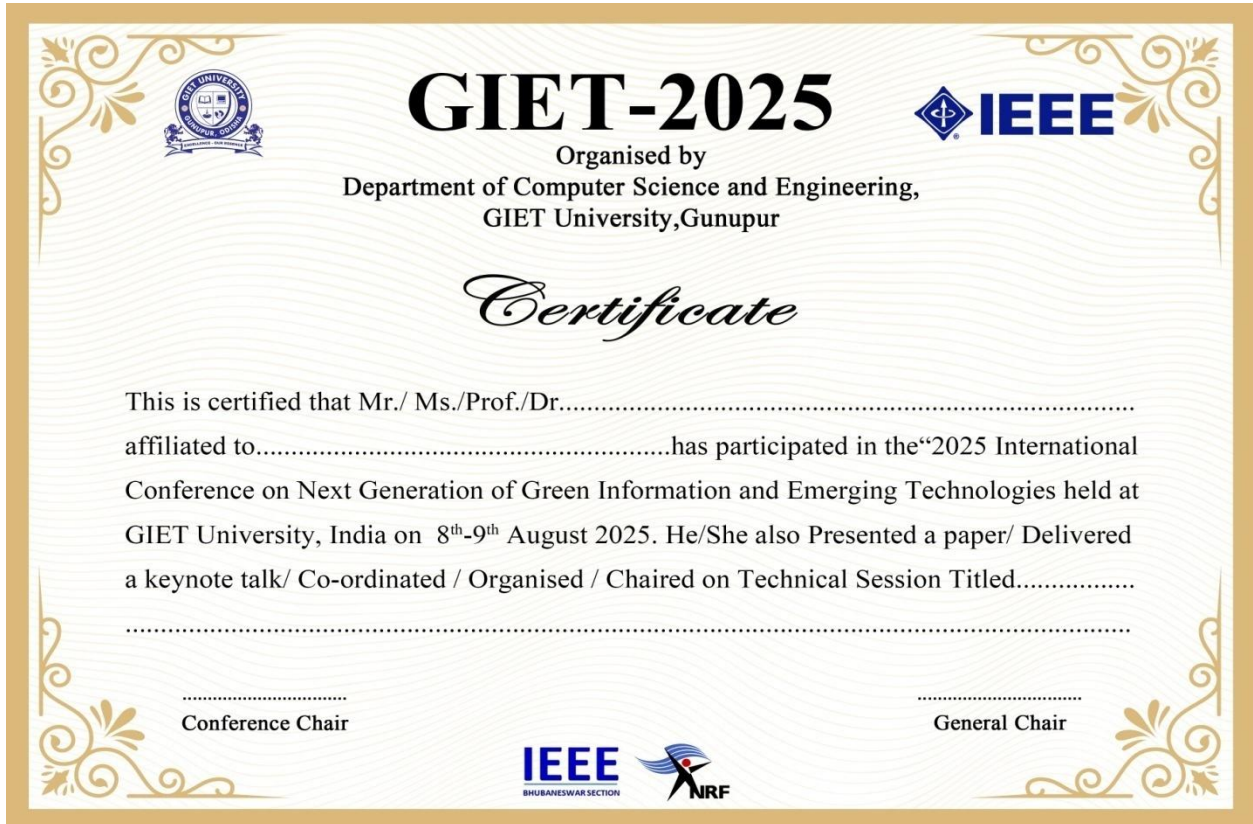 GIET UNIVERSITY
GUNUPUR, ODISHA
EXCELLENCE - OUR ESSENCE
GIET-2025
IEEE
Organised by
Department of Computer Science and Engineering,
GIET University,Gunupur
Certificate
This is certified that Mr./ Ms./Prof./Dr..................................................................................
affiliated to...........................................................has participated in the“2025 International
Conference on Next Generation of Green Information and Emerging Technologies held at
GIET University, India on 8th-9th August 2025. He/She also Presented a paper/ Delivered
a keynote talk/ Co-ordinated / Organised / Chaired on Technical Session Titled.................
................................................................................................................................................
................................
Conference Chair
................................
General Chair
IEEE
BHUBANESWAR SECTION
NRF